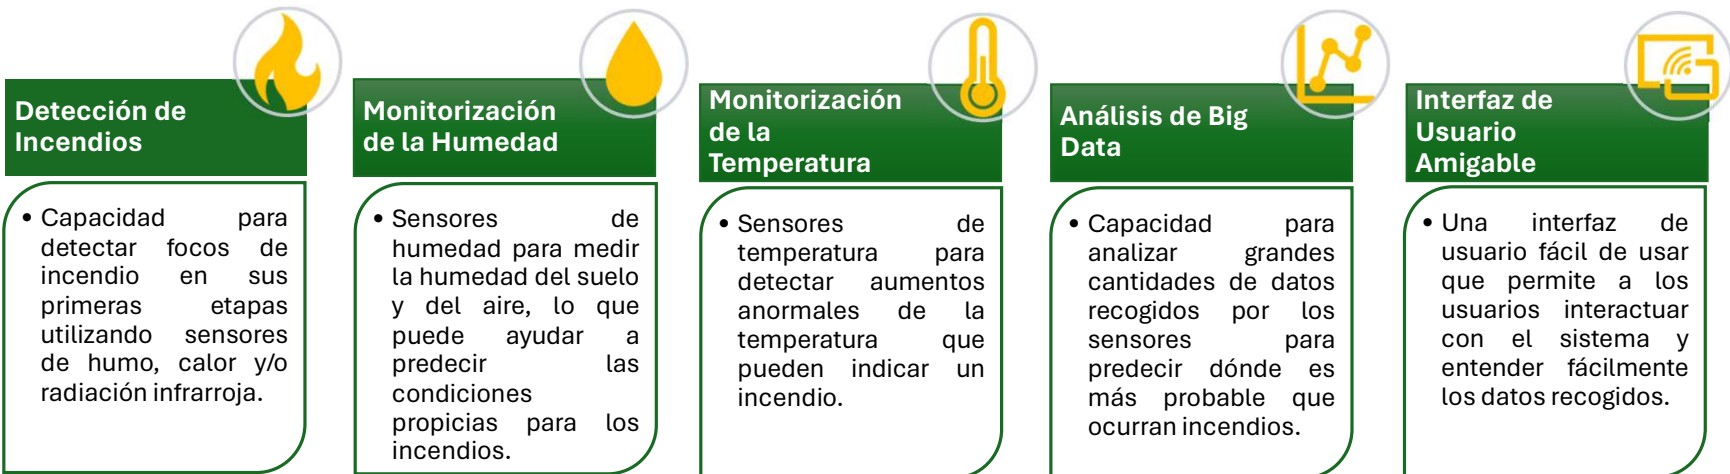 Detección de
Incendios
• Capacidad para
detectar focos de
incendio en sus
primeras etapas
utilizando sensores
de humo, calor y/o
radiación infrarroja.
Monitorización
de la Humedad
• Sensores de
humedad para medir
la humedad del suelo
y del aire, lo que
puede ayudar a
predecir las
condiciones
propicias para los
incendios.
Monitorización
de la
Temperatura
• Sensores de
temperatura para
detectar aumentos
anormales de la
temperatura que
pueden indicar un
incendio.
Análisis de Big
Data
• Capacidad para
analizar grandes
cantidades de datos
recogidos por los
sensores para
predecir dónde es
más probable que
ocurran incendios.
Interfaz de
Usuario
Amigable
• Una interfaz de
usuario fácil de usar
que permite a los
usuarios interactuar
con el sistema y
entender fácilmente
los datos recogidos.